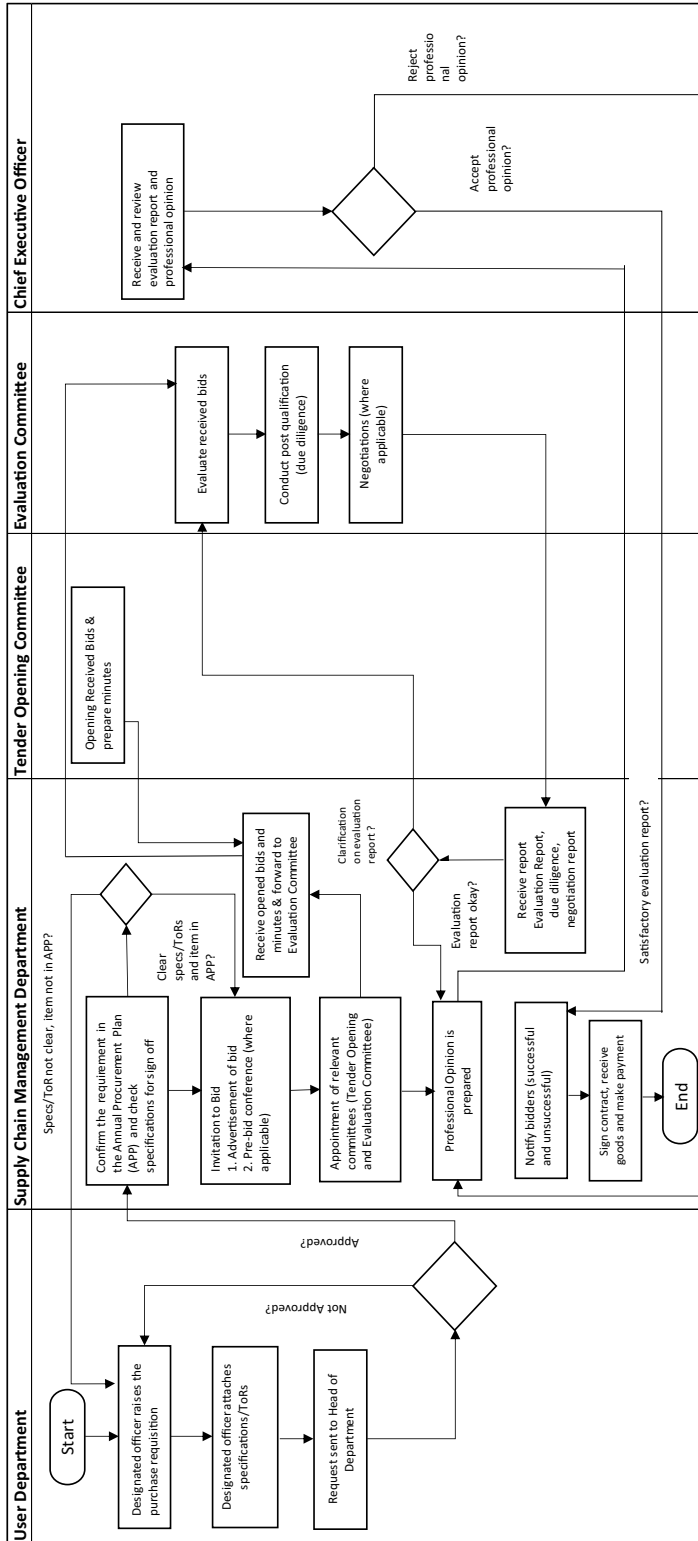 User Department
Start
Designated officer raises the
purchase requisition
Designated officer attaches
specifications/ToRs
Request sent to Head of
Department
Not Approved?
Approved?
Supply Chain Management Department
Specs/ToR not clear, item not in APP?
Confirm the requirement in
the Annual Procurement Plan
(APP) and check
specifications for sign off
Clear
specs/ToRs
and item in
APP?
Invitation to Bid
1. Advertisement of bid
2. Pre-bid conference (where
applicable)
Receive opened bids and
minutes & forward to
Evaluation Committee
Appointment of relevant
committees (Tender Opening
and Evaluation Committeee)
Clarification
on evaluation
report ?
Evaluation
report okay?
Professional Opinion is
prepared
Receive report
Evaluation Report,
due diligence,
negotiation report
Notify bidders (successful
and unsuccessful)
Sign contract, receive
goods and make payment
End
Satisfactory evaluation report?
Tender Opening Committee
Opening Received Bids &
prepare minutes
Evaluation Committee
Evaluate received bids
Conduct post qualification
(due diligence)
Negotiations (where
applicable)
Chief Executive Officer
Receive and review
evaluation report and
professional opinion
Reject
professio
nal
opinion?
Accept
professional
opinion?